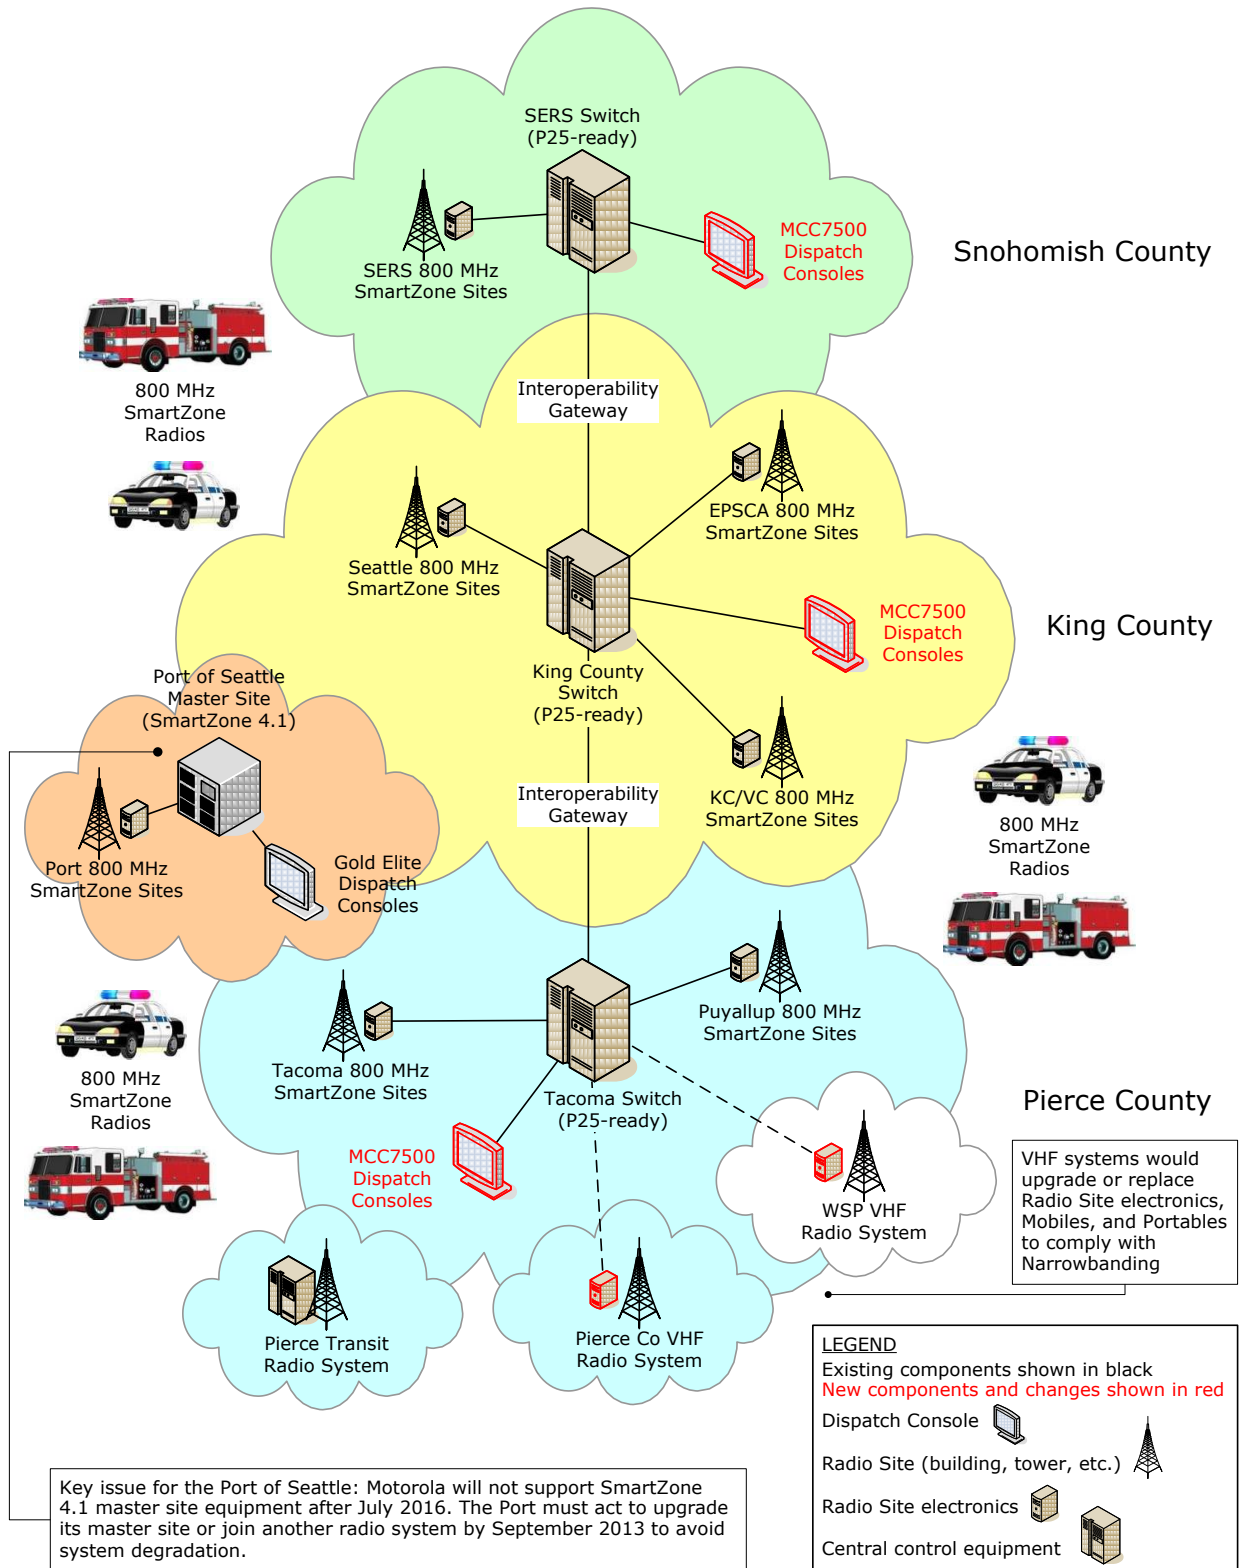 SERS Switch
(P25-ready)
MCC7500
Dispatch
Consoles
SERS 800 MHz
SmartZone Sites
Snohomish County
800 MHz
SmartZone
Radios
Interoperability
Gateway
EPSCA 800 MHz
SmartZone Sites
Seattle 800 MHz
SmartZone Sites
MCC7500
Dispatch
Consoles
King County
King County
Switch
(P25-ready)
Port of Seattle
Master Site
(SmartZone 4.1)
KC/VC 800 MHz
SmartZone Sites
Interoperability
Gateway
Port 800 MHz
SmartZone Sites
Gold Elite
Dispatch
Consoles
800 MHz
SmartZone
Radios
Puyallup 800 MHz
SmartZone Sites
Tacoma 800 MHz
SmartZone Sites
800 MHz
SmartZone
Radios
Tacoma Switch
(P25-ready)
Pierce County
MCC7500
Dispatch
Consoles
WSP VHF
Radio System
VHF systems would
upgrade or replace
Radio Site electronics,
Mobiles, and Portables
to comply with
Narrowbanding
Pierce Transit
Radio System
Pierce Co VHF
Radio System
LEGEND
Existing components shown in black
New components and changes shown in red
Dispatch Console
Radio Site (building, tower, etc.)
Radio Site electronics
Central control equipment
Key issue for the Port of Seattle: Motorola will not support SmartZone
4.1 master site equipment after July 2016. The Port must act to upgrade
its master site or join another radio system by September 2013 to avoid
system degradation.